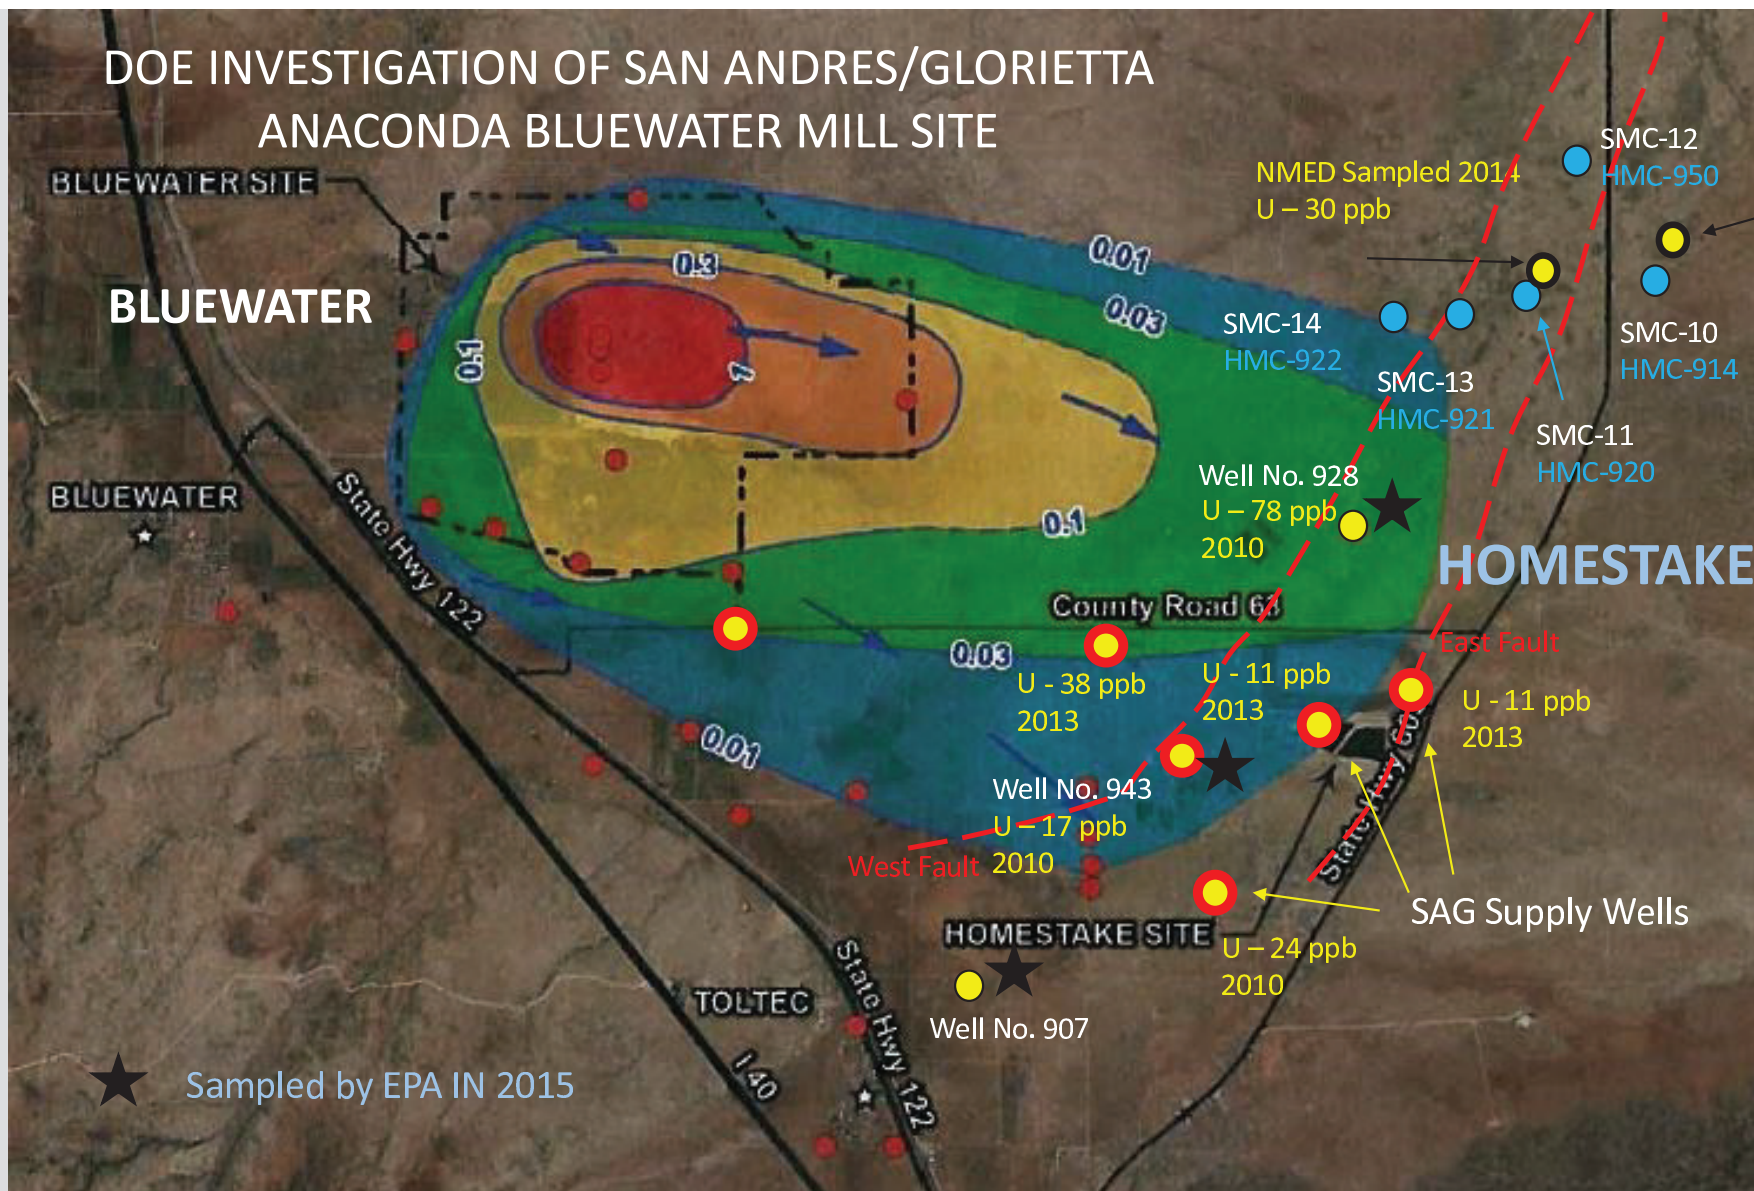 DOE INVESTIGATION OF SAN ANDRES/GLORIETTA
ANACONDA BLUEWATER MILL SITE
BLUEWATER SITE
SMC-12
HMC-950
NMED Sampled 2014
U – 30 ppb
0.01
0.3
0.03
BLUEWATER
SMC-14
HMC-922
SMC-10
HMC-914
0.1
1
SMC-13
HMC-921
SMC-11
HMC-920
Well No. 928
U – 78 ppb
2010
BLUEWATER
State Hwy 122
0.1
HOMESTAKE
County Road 63
East Fault
0.03
U - 38 ppb
2013
U - 11 ppb
2013
U - 11 ppb
2013
0.01
State Hwy 605
Well No. 943
U – 17 ppb
2010
West Fault
SAG Supply Wells
HOMESTAKE SITE
U – 24 ppb
2010
TOLTEC
State Hwy 122
Well No. 907
I 40
Sampled by EPA IN 2015